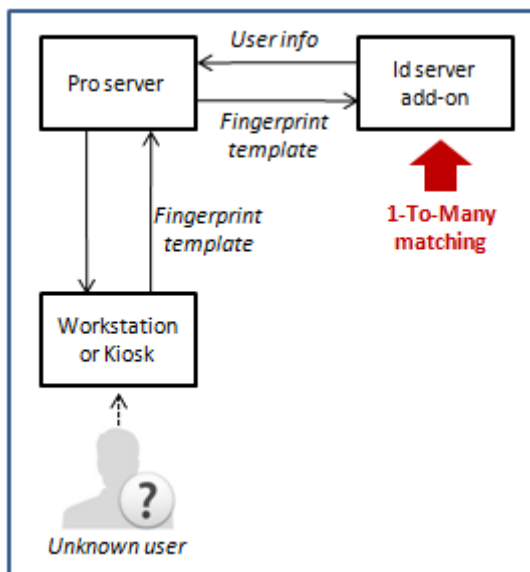 User info
Pro server
Id server
add-on
Fingerprint
template
1-To-Many
matching
Fingerprint
template
Workstation
or Kiosk
?
Unknown user